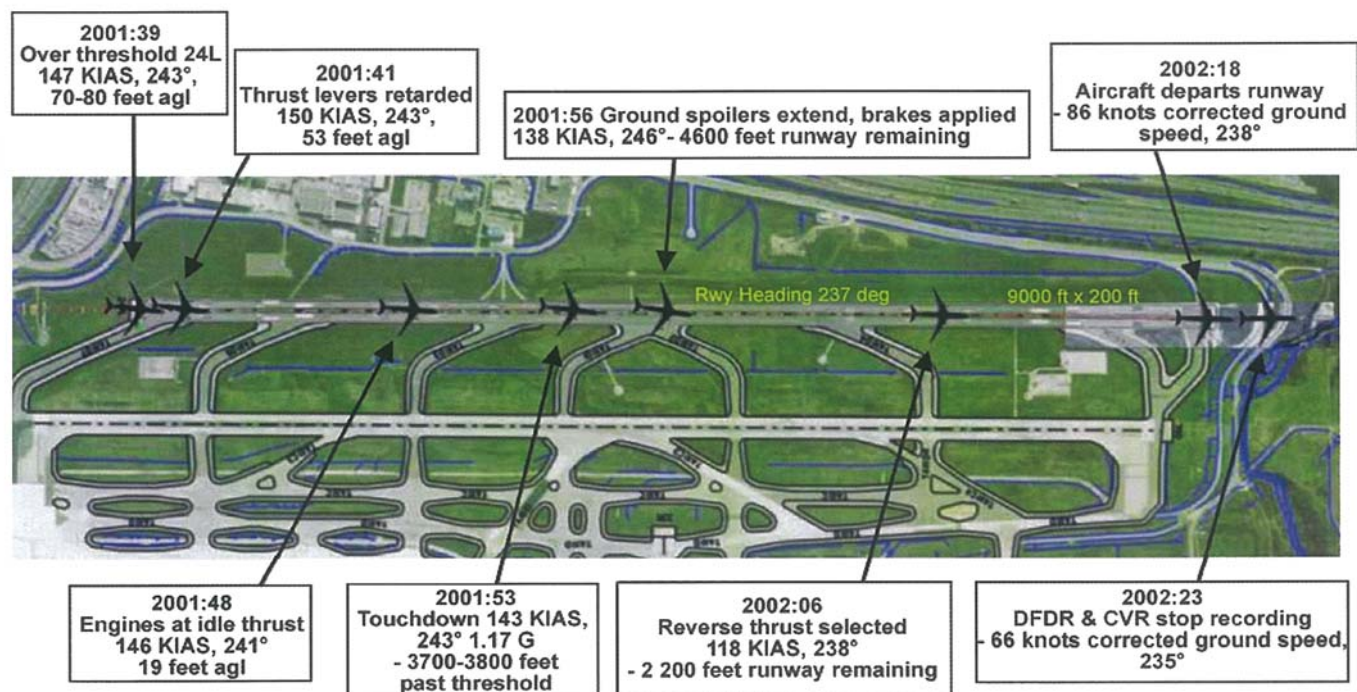 2001:39
Over threshold 24L
147 KIAS, 243°,
70-80 feet agl
2001:41
Thrust levers retarded
150 KIAS, 243°,
53 feet agl
2001:56 Ground spoilers extend, brakes applied
138 KIAS, 246°- 4600 feet runway remaining
2002:18
Aircraft departs runway
- 86 knots corrected ground
speed, 238°
Rwy Heading 237 deg
9000 ft x 200 ft
2001:48
Engines at idle thrust
146 KIAS, 241°
19 feet agl
2001:53
Touchdown 143 KIAS,
243° 1.17 G
- 3700-3800 feet
past threshold
2002:06
Reverse thrust selected
118 KIAS, 238°
- 2 200 feet runway remaining
2002:23
DFDR & CVR stop recording
- 66 knots corrected ground speed,
235°